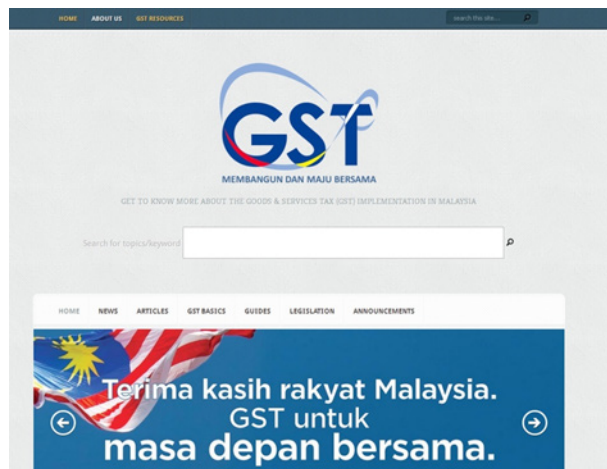 HOME ABOUT US GST RESOURCES search this site...
GST
MEMBANGUN DAN MAJU BERSAMA
GET TO KNOW MORE ABOUT THE GOODS & SERVICES TAX (GST) IMPLEMENTATION IN MALAYSIA
Search for topics/keyword
HOME NEWS ARTICLES GST BASICS GUIDES LEGISLATION ANNOUNCEMENTS
Terima kasih rakyat Malaysia.
GST untuk
masa depan bersama.